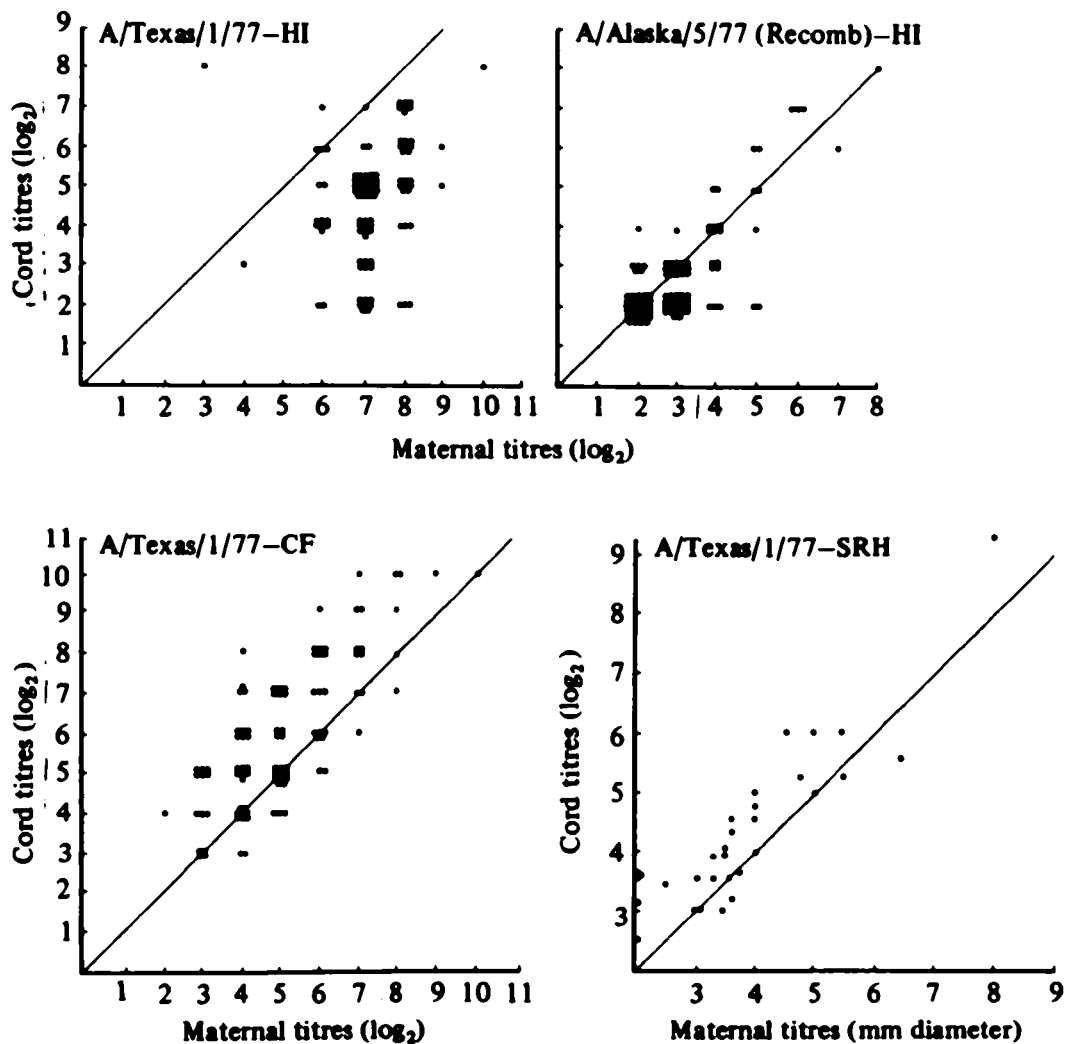 A/Texas/1/77–HI
Cord titres (log₂)
9
8
7
6
5
4
3
2
1
1 2 3 4 5 6 7 8 9 10 11
A/Alaska/5/77 (Recomb)–HI
1 2 3 4 5 6 7 8
Maternal titres (log₂)
A/Texas/1/77–CF
Cord titres (log₂)
11
10
9
8
7
6
5
4
3
2
1
1 2 3 4 5 6 7 8 9 10 11
Maternal titres (log₂)
A/Texas/1/77–SRH
Cord titres (log₂)
9
8
7
6
5
4
3
3 4 5 6 7 8 9
Maternal titres (mm diameter)